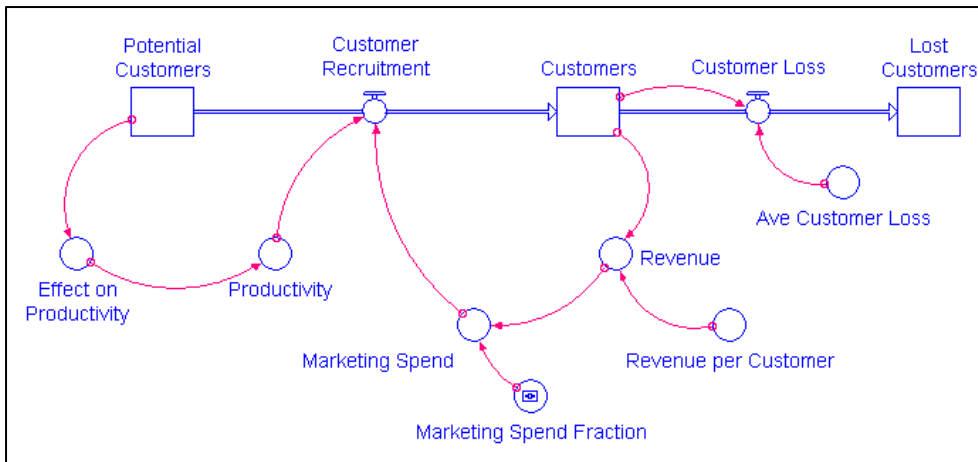 Potential
Customers
Customer
Recruitment
Customers
Customer Loss
Lost
Customers
Ave Customer Loss
Effect on
Productivity
Productivity
Revenue
Marketing Spend
Revenue per Customer
Marketing Spend Fraction